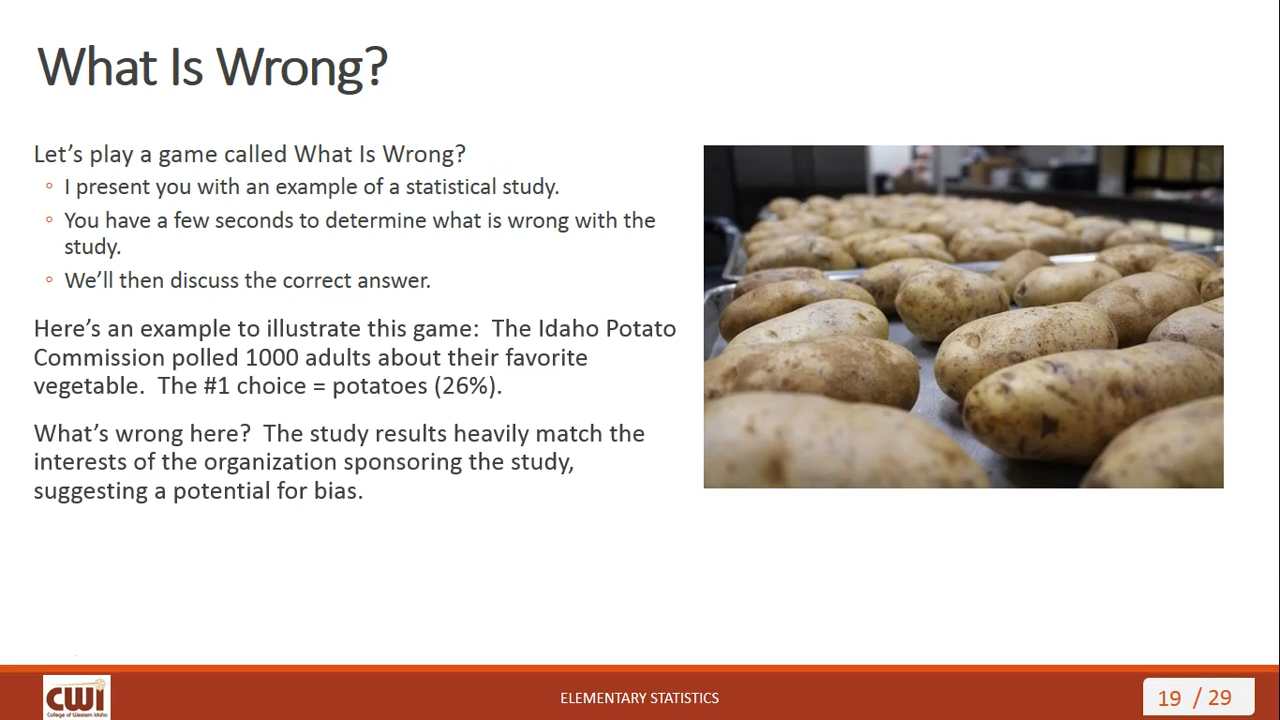 What Is Wrong?
Let's play a game called What Is Wrong?
◦ I present you with an example of a statistical study.
◦ You have a few seconds to determine what is wrong with the
study.
◦ We'll then discuss the correct answer.
Here's an example to illustrate this game:  The Idaho Potato
Commission polled 1000 adults about their favorite
vegetable.  The #1 choice = potatoes (26%).
What's wrong here?  The study results heavily match the
interests of the organization sponsoring the study,
suggesting a potential for bias.
CWI
College of Western Idaho
ELEMENTARY STATISTICS
19 / 29